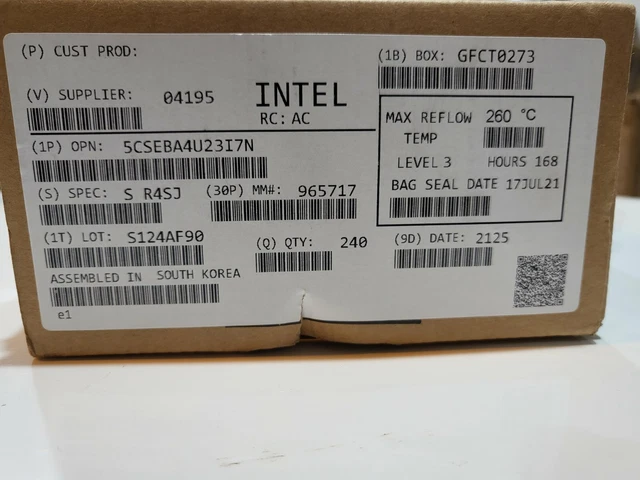 (P) CUST PROD:
(1B) BOX: GFCT0273
(V) SUPPLIER: 04195
INTEL
RC: AC
MAX REFLOW 260 °C
TEMP
LEVEL 3 HOURS 168
BAG SEAL DATE 17JUL21
(1P) OPN: 5CSEBA4U23I7N
(S) SPEC: S R4SJ
(30P) MM#: 965717
(1T) LOT: S124AF90
(Q) QTY: 240
(9D) DATE: 2125
ASSEMBLED IN SOUTH KOREA
e1